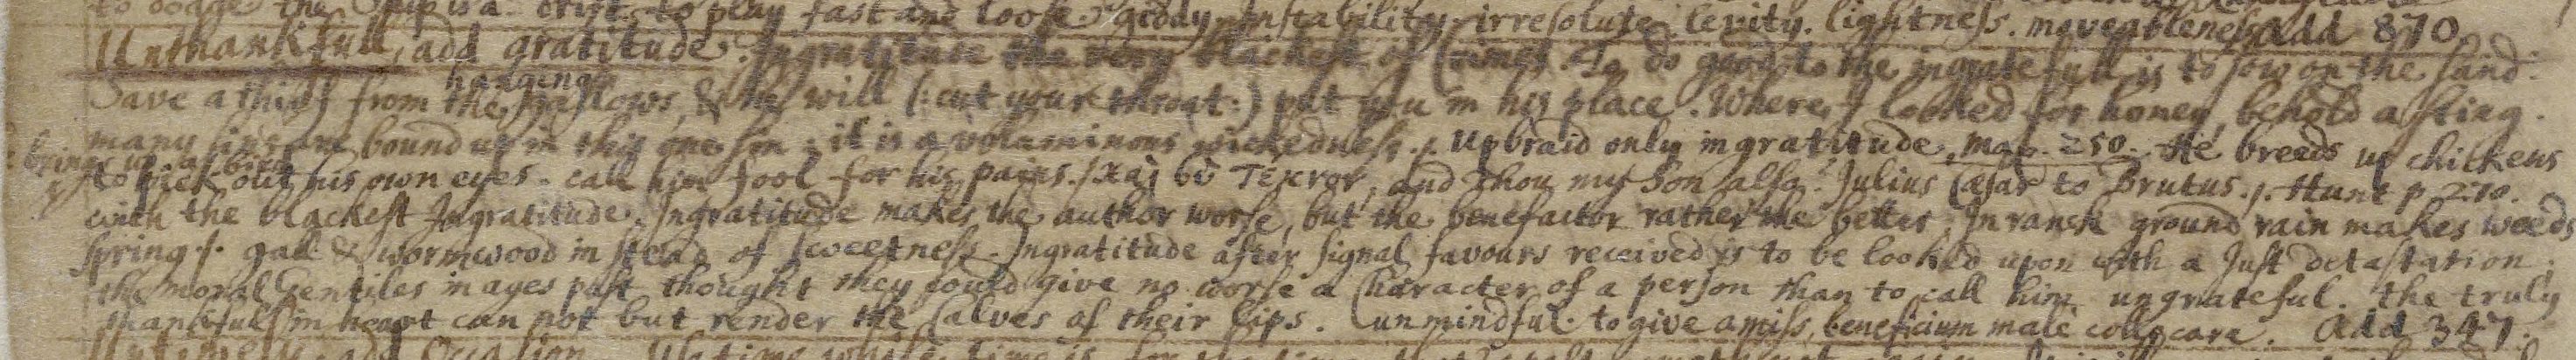 to dodge. the Ship is a drift. to play fast and loose. giddy. Instability. irresolute. levity. lightness. moveableness Add 870
Unthankfull, add gratitude. Ingratitude the very blackest of Crimes. To do good to the ingratefull is to sow on the sand.
hanging
Save a thief from the gallows, & he will (:cut your throat:) put you in his place. Where I looked for honey, behold a sting.
many sins are bound up in this one sin: it is a voluminous wickedness. Upbraid only ingratitude, map. 250. He breeds up chickens
brings up a bird
to pick out his own eyes. call him fool for his pains. καὶ σὺ τέκνον, and thou my Son also? Julius Cæsar to Brutus. Hunt p 270.
with the blackest Ingratitude. Ingratitude makes the author worse, but the benefactor rather the better. In rank ground rain makes weeds
spring. gall & wormwood in stead of sweetness. Ingratitude after signal favours received is to be looked upon with a Just detastation.
the moral Gentiles in ages past thought they could give no worse a Character of a person than to call him ungrateful. the truly
thankful in heart can not but render the Calves of their lips. unmindful. to give amiss, beneficium malè collocare. Add 347.
add Occasion